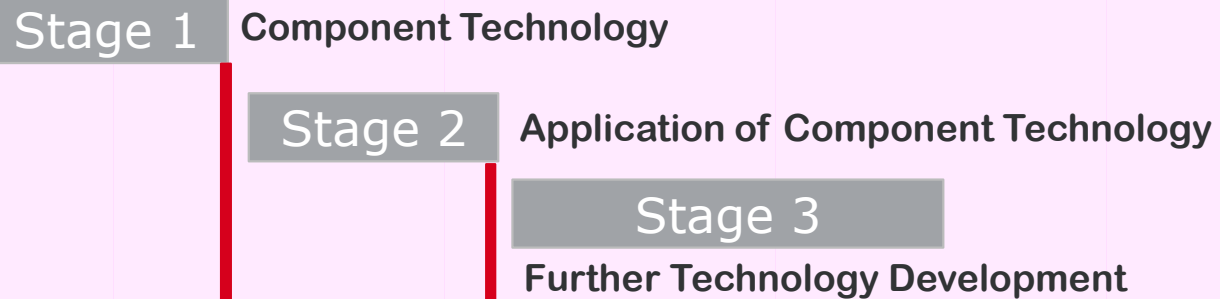 Stage 1 Component Technology
Stage 2 Application of Component Technology
Stage 3
Further Technology Development